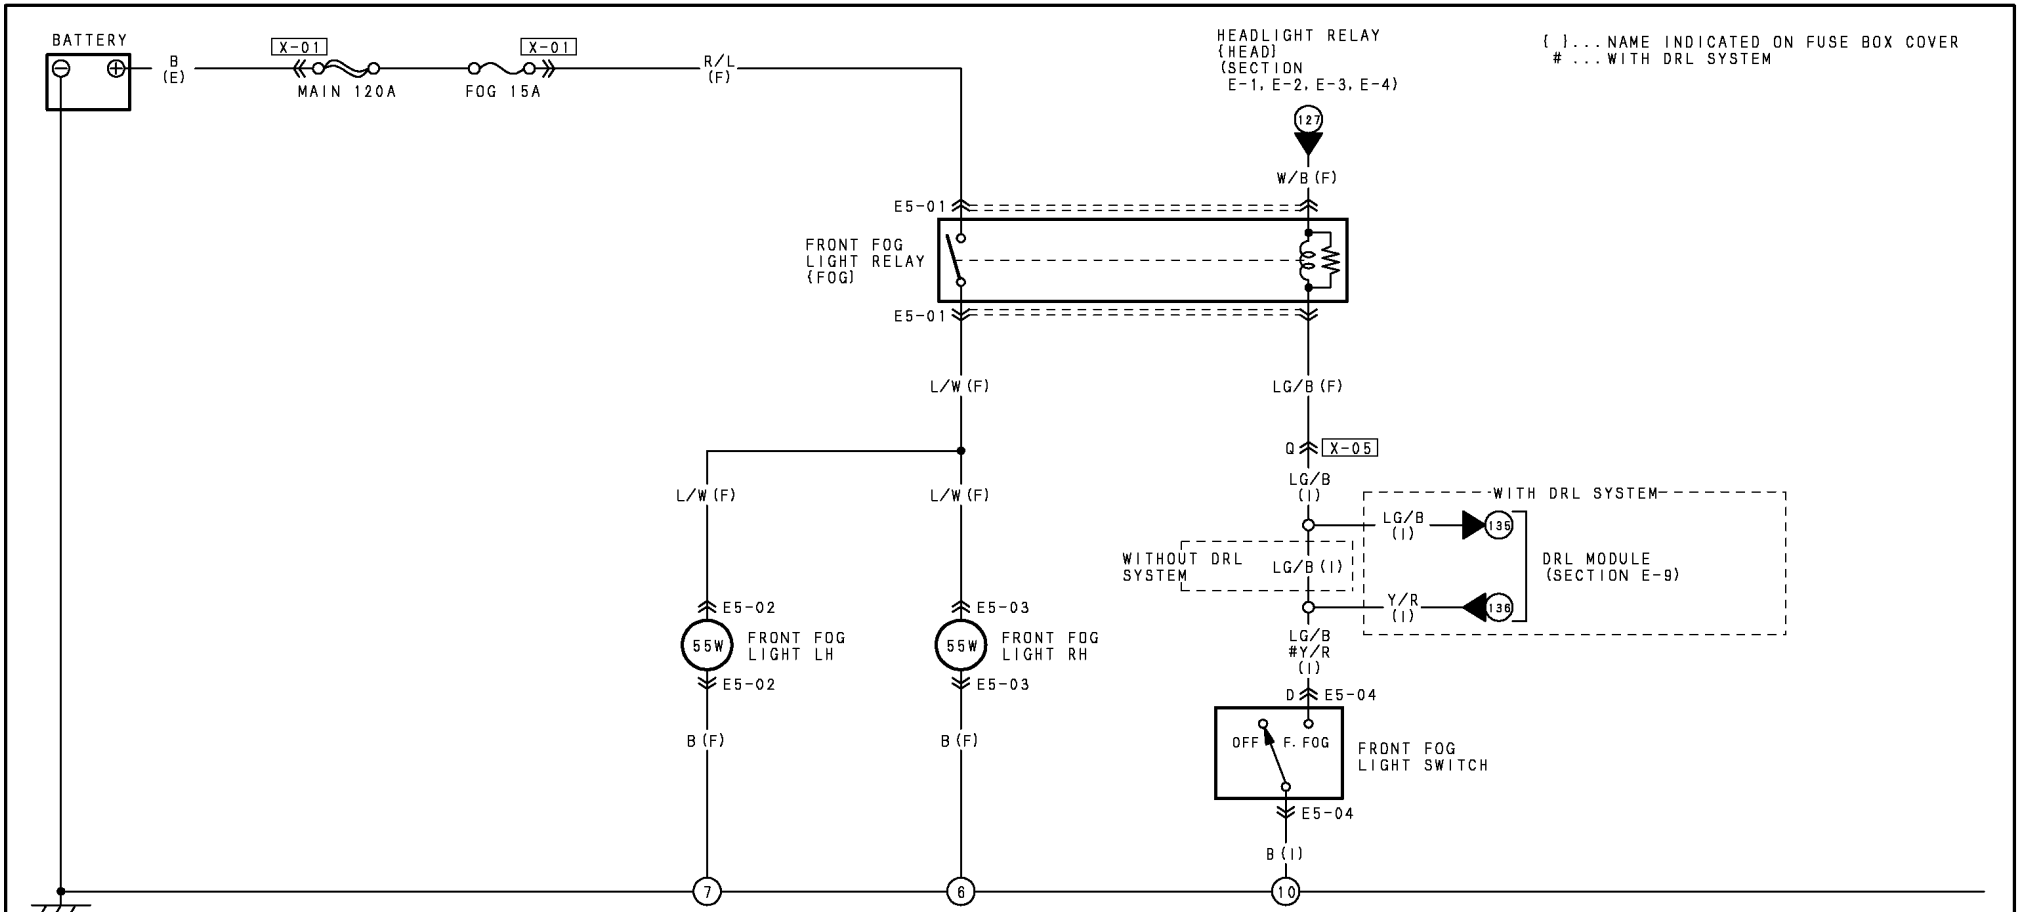 BATTERY
B
(E)
X-01
MAIN 120A
X-01
FOG 15A
R/L
(F)
HEADLIGHT RELAY
{HEAD}
(SECTION
E-1, E-2, E-3, E-4)
127
W/B (F)
{ }... NAME INDICATED ON FUSE BOX COVER
# ... WITH DRL SYSTEM
E5-01
FRONT FOG
LIGHT RELAY
{FOG}
E5-01
L/W (F)
LG/B (F)
Q
X-05
LG/B
(I)
L/W (F)
L/W (F)
WITH DRL SYSTEM
LG/B
(I)
135
WITHOUT DRL
SYSTEM
LG/B (I)
DRL MODULE
(SECTION E-9)
Y/R
(I)
136
E5-02
55W
FRONT FOG
LIGHT LH
E5-02
E5-03
55W
FRONT FOG
LIGHT RH
E5-03
LG/B
#Y/R
(I)
D
E5-04
OFF
F. FOG
FRONT FOG
LIGHT SWITCH
E5-04
B (F)
B (F)
B (I)
7
6
10